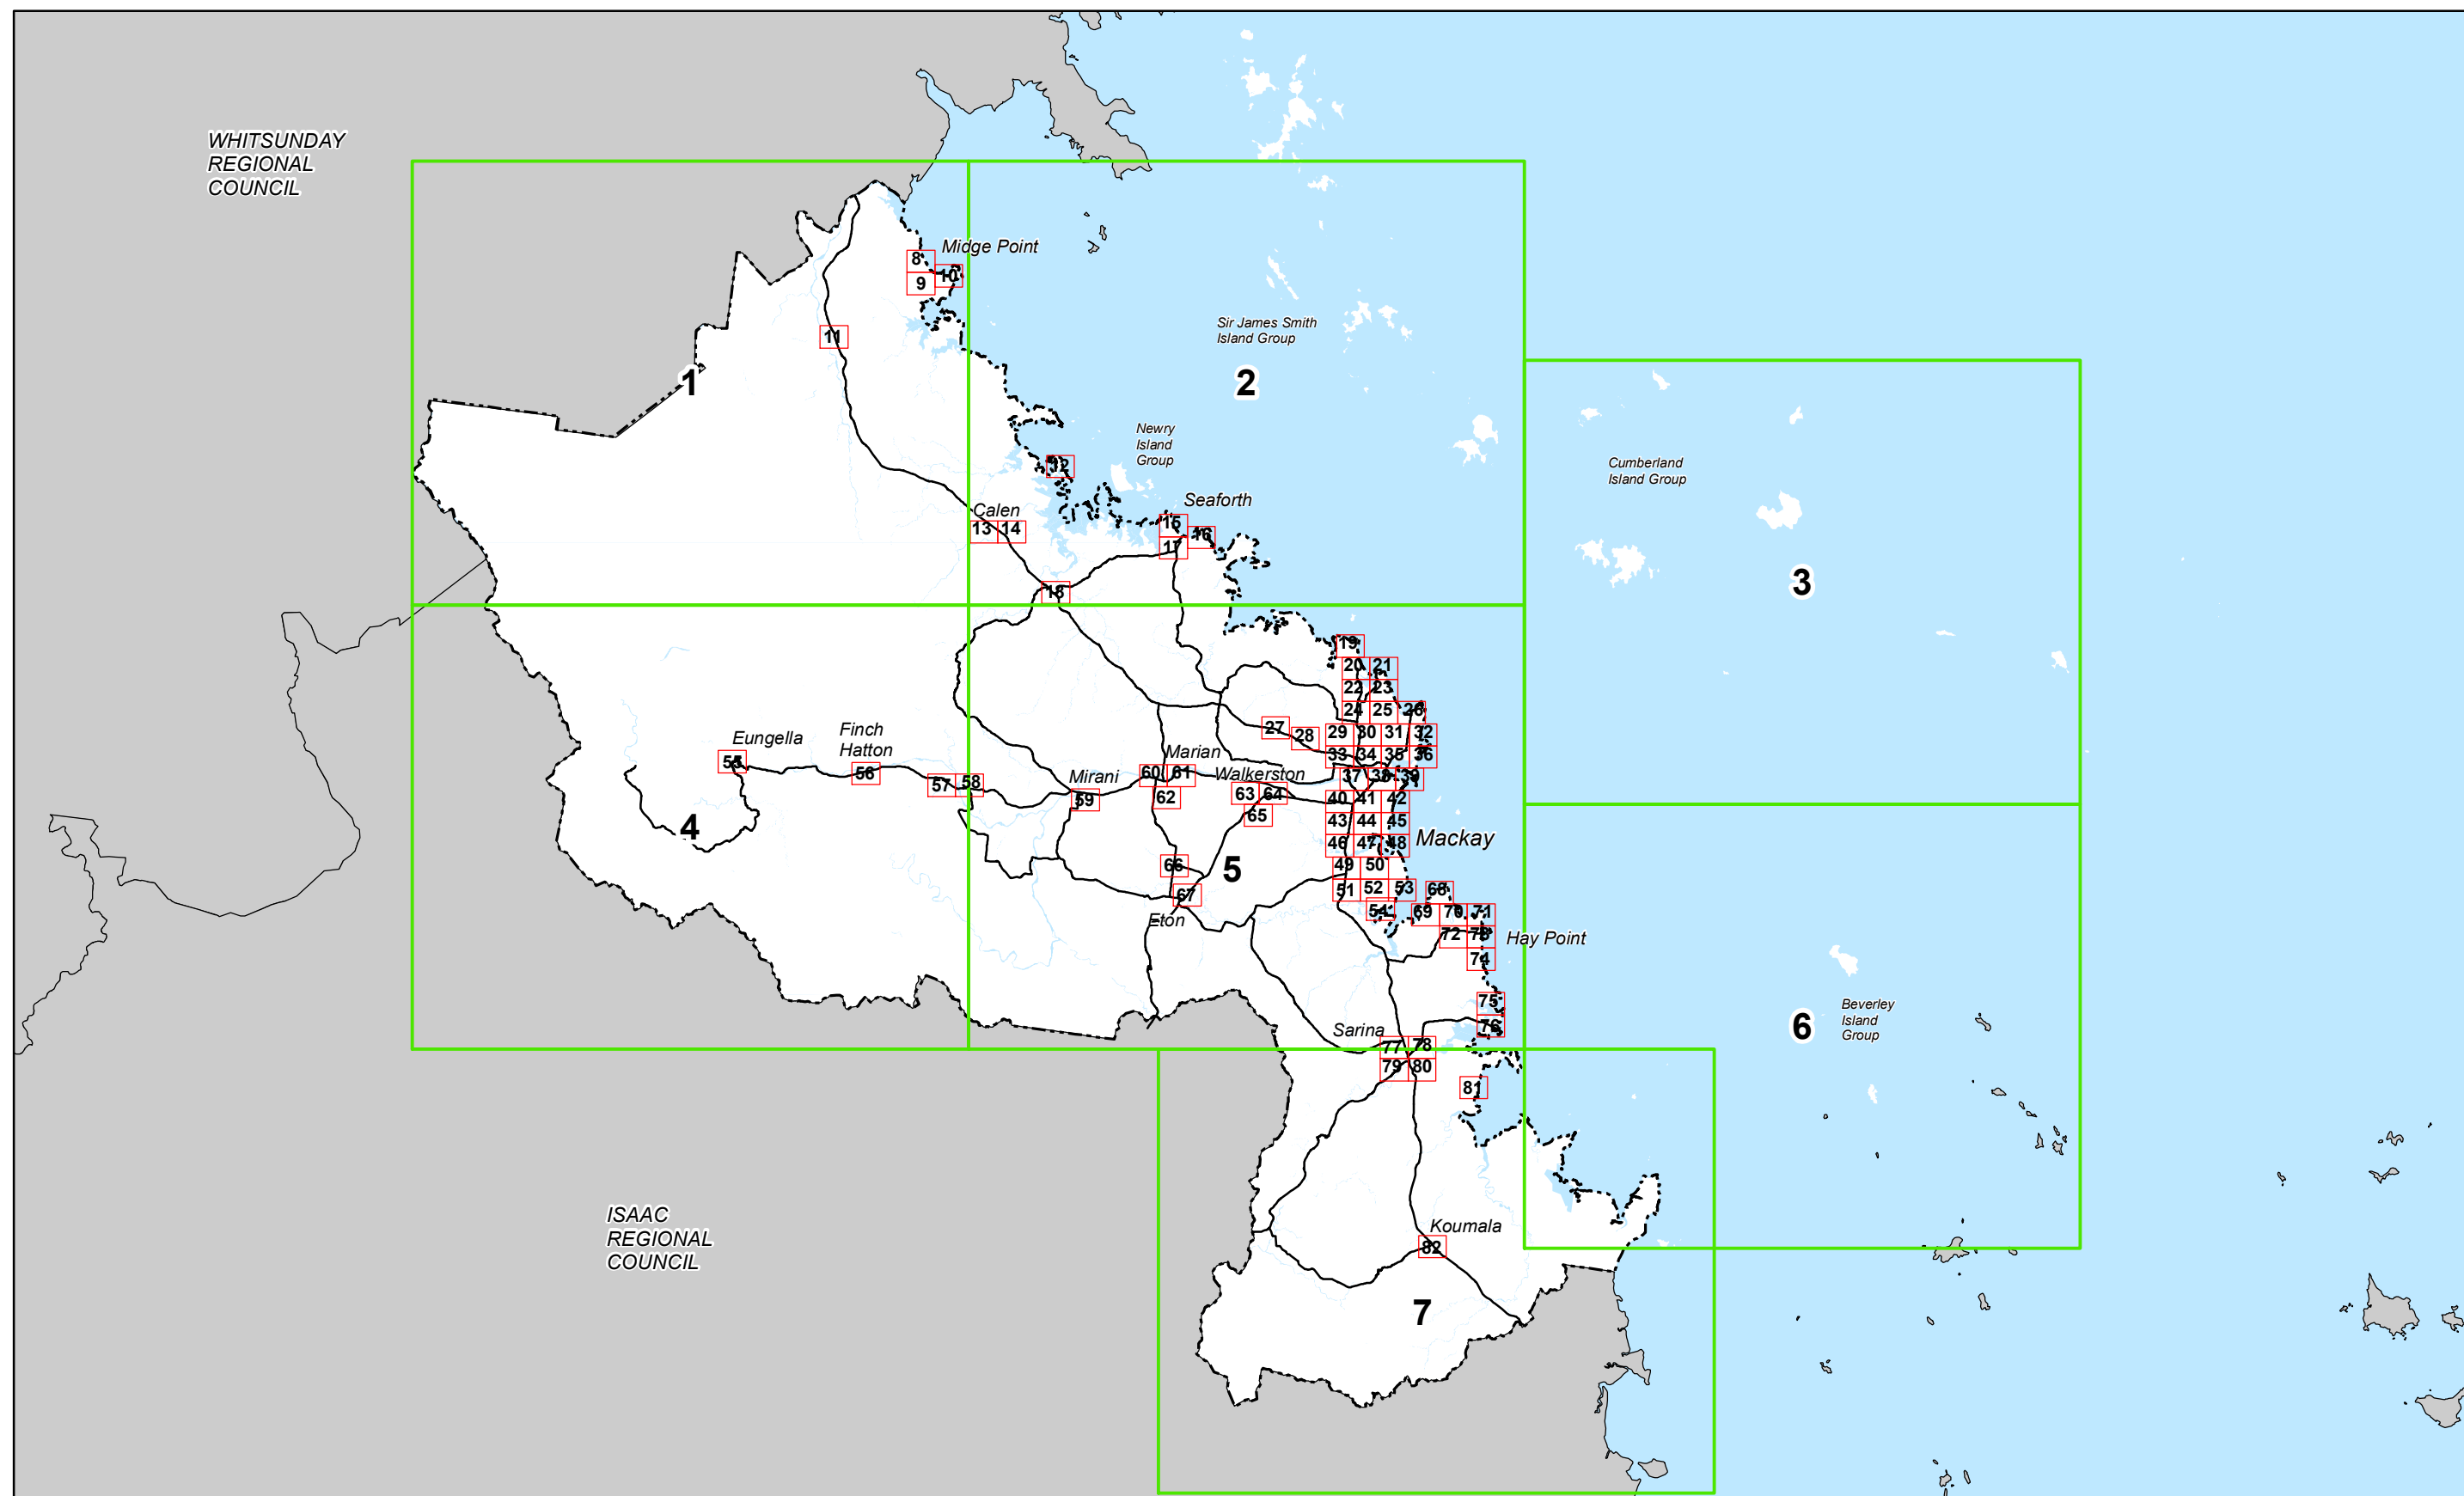 WHITSUNDAY
REGIONAL
COUNCIL
Midge Point
8
10
9
11
Sir James Smith
Island Group
1
2
Newry
Island
Group
12
Cumberland
Island Group
Seaforth
Calen
13 14
15
16
17
3
18
19
20 21
22 23
24 25 26
27
28
29 30 31 32
33 34 35 36
Eungella
Finch
Hatton
Marian
55
56
57 58
Mirani
59
60 61
62
Walkerston
63 64
65
37 38 39
40 41 42
43 44 45
46 47 48
Mackay
4
5
66
67
Eton
49 50
51 52 53
54
68
69 70 71
72 73
Hay Point
74
75
76
Beverley
Island
Group
6
Sarina
77 78
79 80
81
ISAAC
REGIONAL
COUNCIL
Koumala
82
7